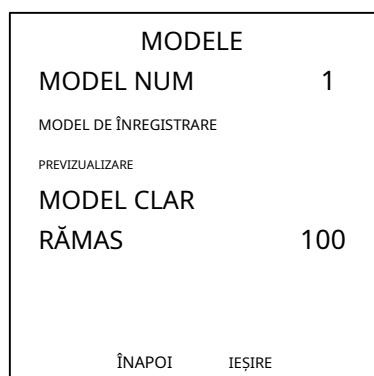 MODELE
MODEL NUM 1
MODEL DE ÎNREGISTRARE
PREVIZUALIZARE
MODEL CLAR
RĂMAS 100
ÎNAPOI IEȘIRE